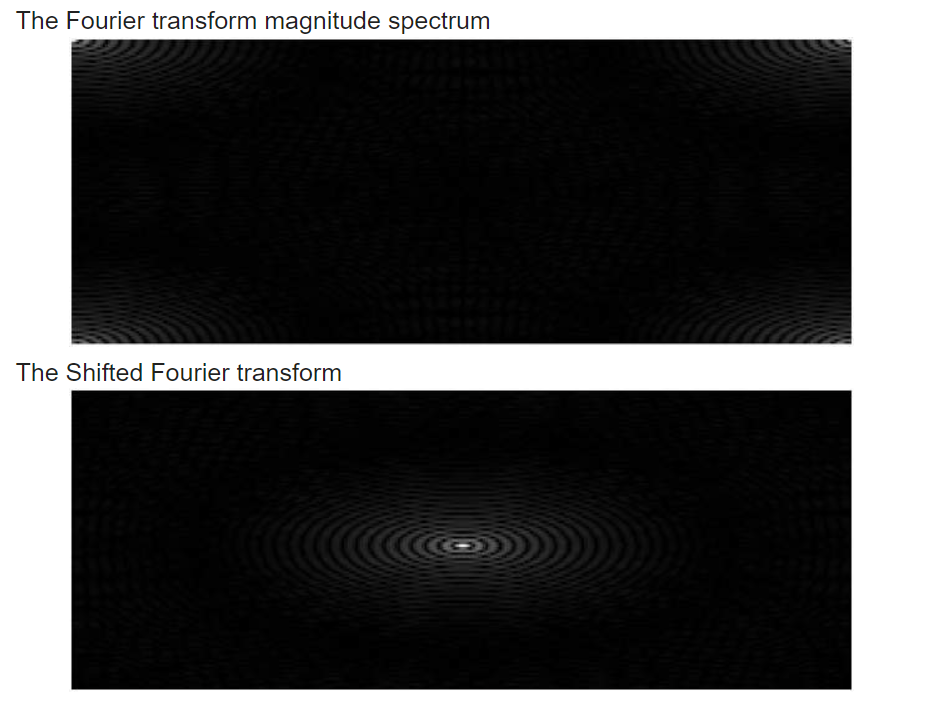 The Fourier transform magnitude spectrum
The Shifted Fourier transform